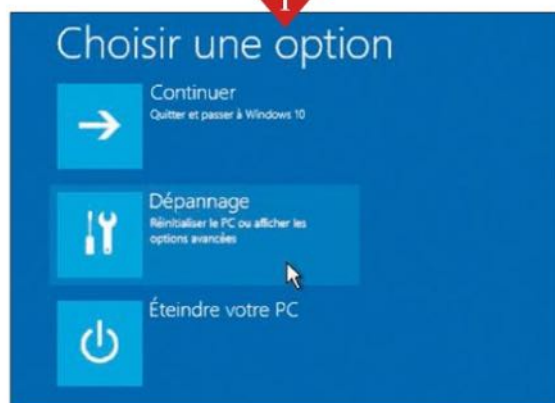 1
Choisir une option
Continuer
Quitter et passer à Windows 10
Dépannage
Réinitialiser le PC ou afficher les
options avancées
Éteindre votre PC